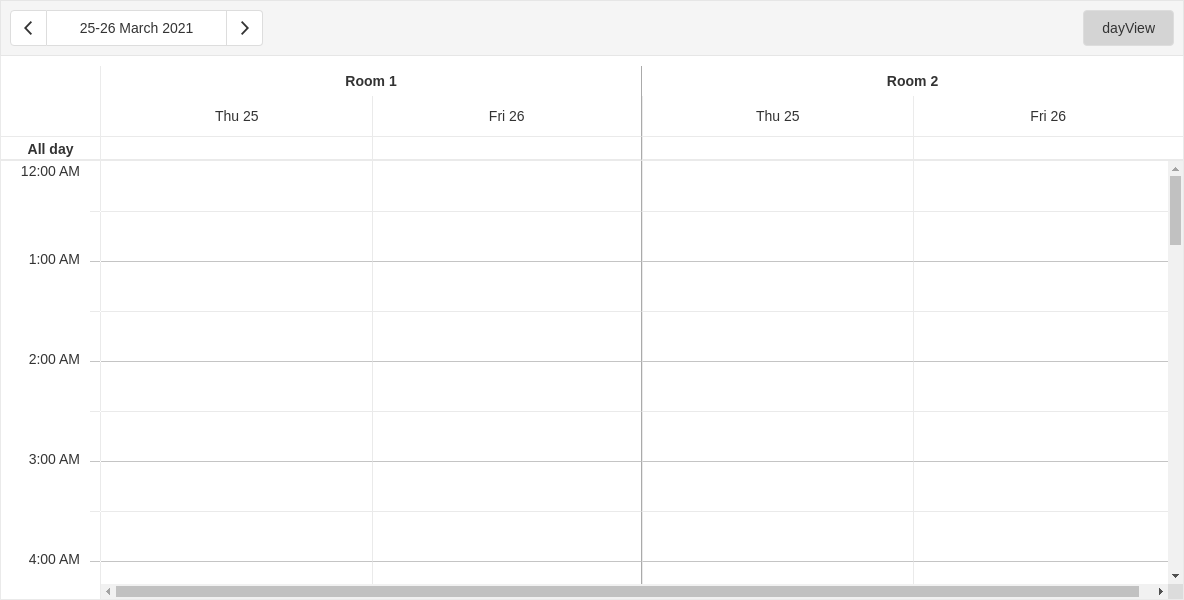 25-26 March 2021
dayView
Room 1
Room 2
Thu 25
Fri 26
Thu 25
Fri 26
All day
12:00 AM
1:00 AM
2:00 AM
3:00 AM
4:00 AM